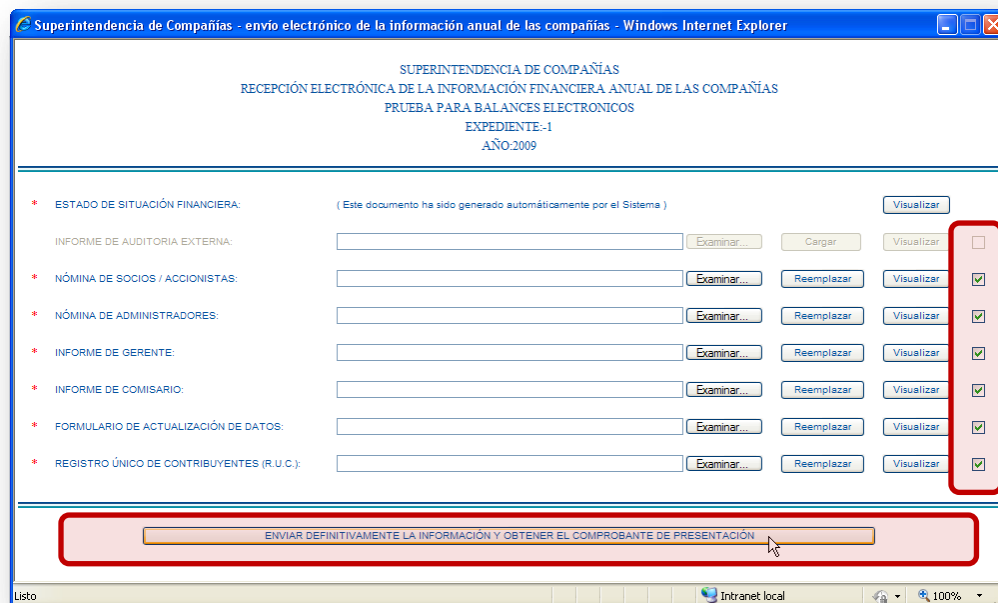 Superintendencia de Compañías - envío electrónico de la información anual de las compañías - Windows Internet Explorer
SUPERINTENDENCIA DE COMPAÑÍAS
RECEPCIÓN ELECTRÓNICA DE LA INFORMACIÓN FINANCIERA ANUAL DE LAS COMPAÑÍAS
PRUEBA PARA BALANCES ELECTRONICOS
EXPEDIENTE:-1
AÑO:2009
* ESTADO DE SITUACIÓN FINANCIERA: ( Este documento ha sido generado automáticamente por el Sistema ) Visualizar
INFORME DE AUDITORIA EXTERNA: Examinar... Cargar Visualizar
* NÓMINA DE SOCIOS / ACCIONISTAS: Examinar... Reemplazar Visualizar
* NÓMINA DE ADMINISTRADORES: Examinar... Reemplazar Visualizar
* INFORME DE GERENTE: Examinar... Reemplazar Visualizar
* INFORME DE COMISARIO: Examinar... Reemplazar Visualizar
* FORMULARIO DE ACTUALIZACIÓN DE DATOS: Examinar... Reemplazar Visualizar
* REGISTRO ÚNICO DE CONTRIBUYENTES (R.U.C.): Examinar... Reemplazar Visualizar
ENVIAR DEFINITIVAMENTE LA INFORMACIÓN Y OBTENER EL COMPROBANTE DE PRESENTACIÓN
Listo Intranet local 100%